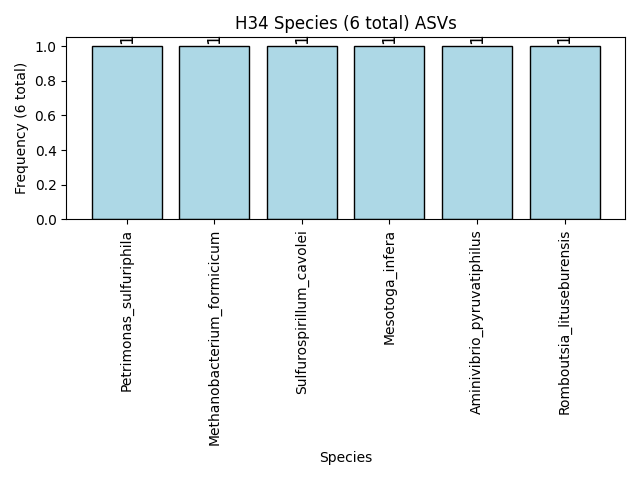 H34 Species (6 total) ASVs
Frequency (6 total)
1.0
0.8
0.6
0.4
0.2
0.0
1
1
1
1
1
1
Petrimonas_sulfuriphila
Methanobacterium_formicicum
Sulfurospirillum_cavolei
Mesotoga_infera
Aminivibrio_pyruvatiphilus
Romboutsia_lituseburensis
Species